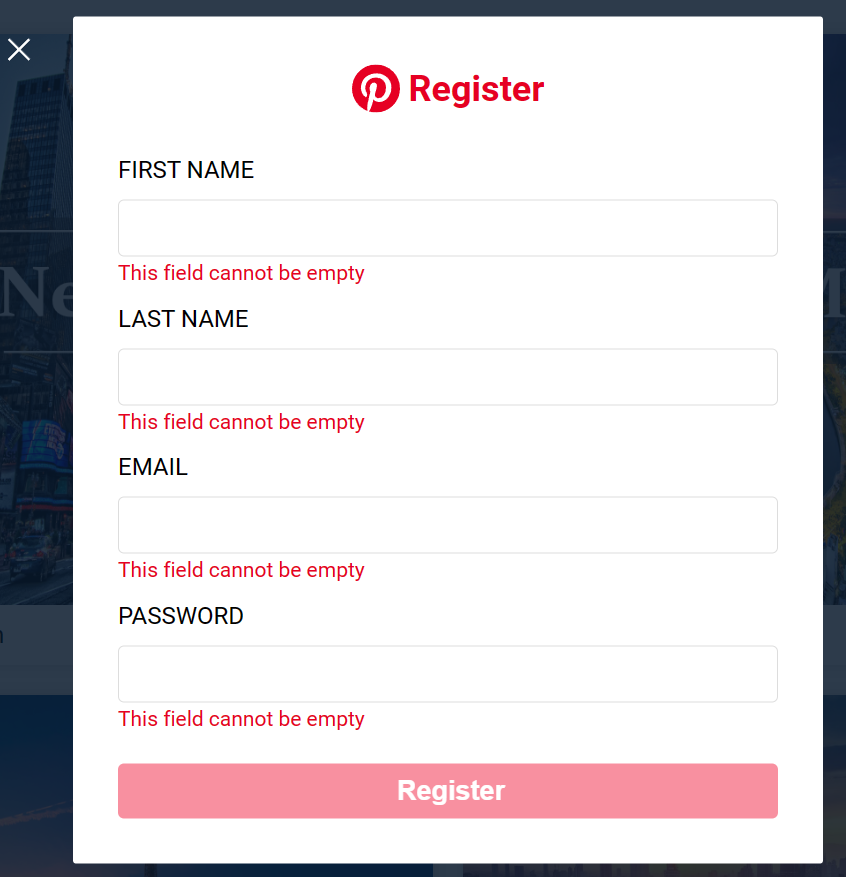 Register
FIRST NAME
This field cannot be empty
LAST NAME
This field cannot be empty
EMAIL
This field cannot be empty
PASSWORD
This field cannot be empty
Register